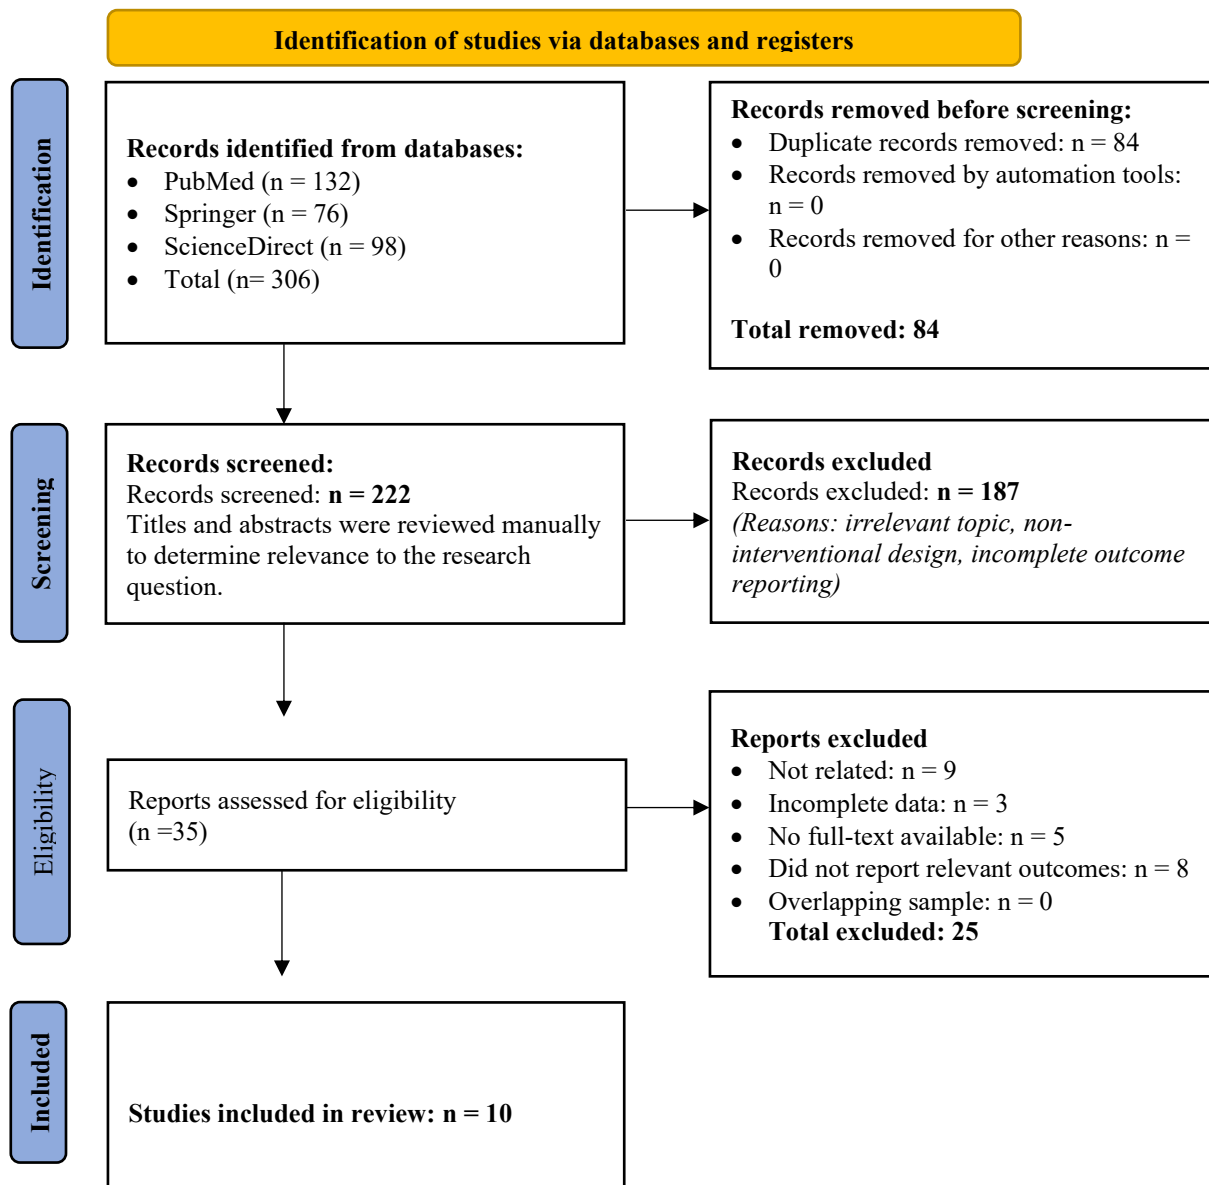 Identification of studies via databases and registers
Identification
Records identified from databases:
• PubMed (n = 132)
• Springer (n = 76)
• ScienceDirect (n = 98)
• Total (n= 306)
Records removed before screening:
• Duplicate records removed: n = 84
• Records removed by automation tools:
n = 0
• Records removed for other reasons: n =
0
Total removed: 84
Screening
Records screened:
Records screened: n = 222
Titles and abstracts were reviewed manually
to determine relevance to the research
question.
Records excluded
Records excluded: n = 187
(Reasons: irrelevant topic, non-
interventional design, incomplete outcome
reporting)
Eligibility
Reports assessed for eligibility
(n =35)
Reports excluded
• Not related: n = 9
• Incomplete data: n = 3
• No full-text available: n = 5
• Did not report relevant outcomes: n = 8
• Overlapping sample: n = 0
Total excluded: 25
Included
Studies included in review: n = 10